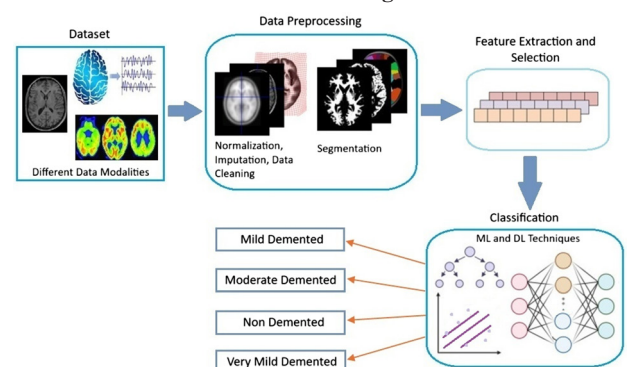 Dataset
Different Data Modalities
Data Preprocessing
Normalization,
Imputation, Data
Cleaning
Segmentation
Feature Extraction and
Selection
Classification
ML and DL Techniques
Mild Demented
Moderate Demented
Non Demented
Very Mild Demented